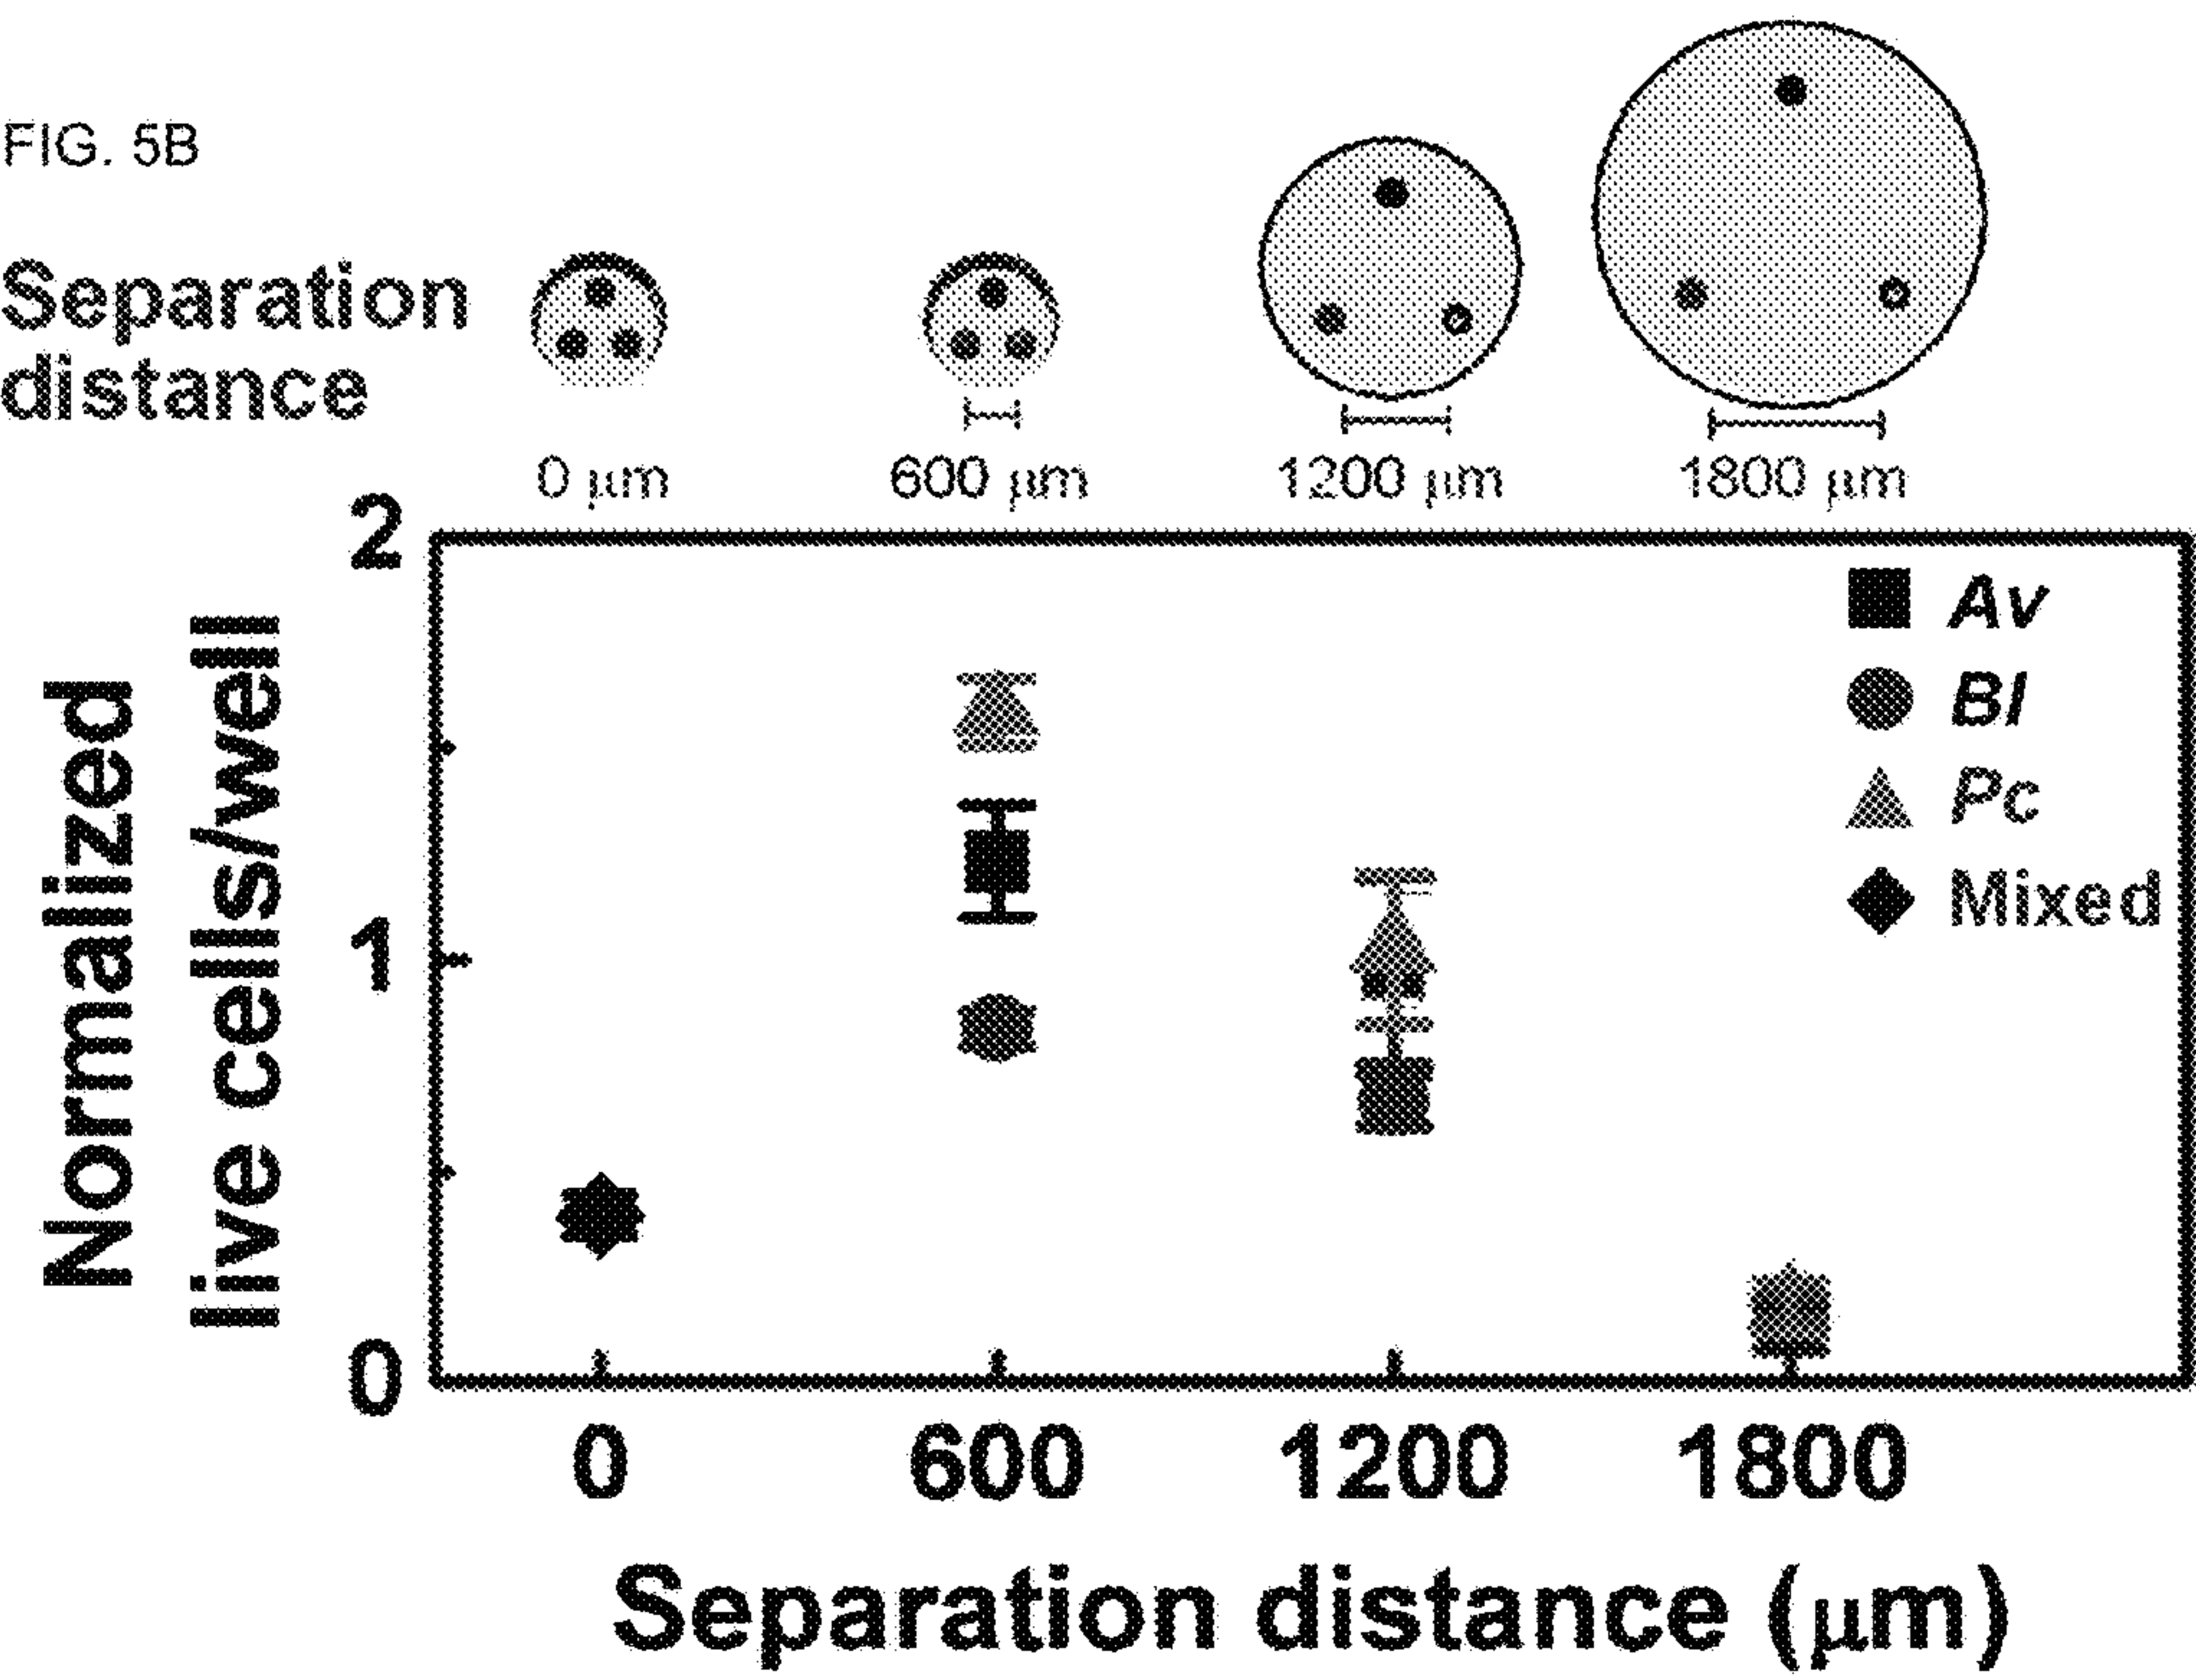 FIG. 5B
Separation
distance
0 μm
600 μm
1200 μm
1800 μm
Normalized
live cells/well
2
1
0
Av
Bl
Pc
Mixed
0
600
1200
1800
Separation distance (μm)